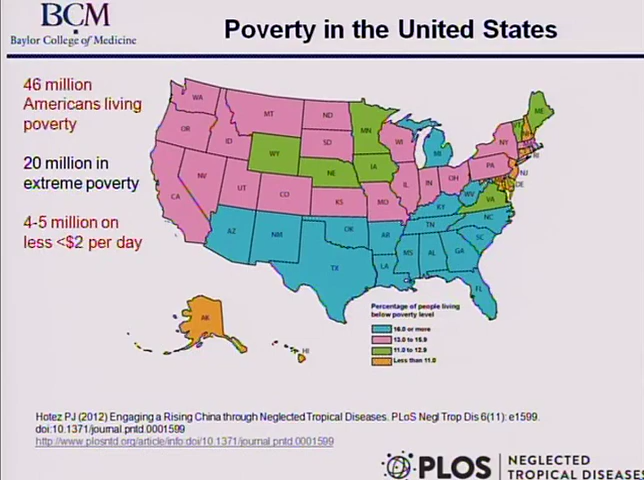 BCM
Baylor College of Medicine
Poverty in the United States
46 million
Americans living
poverty
20 million in
extreme poverty
4-5 million on
less <$2 per day
WA
MT
ND
MN
ME
OR
ID
SD
WI
MI
NY
VT
NH
RI
WY
IA
PA
NJ
NE
NV
UT
CO
IL
IN
OH
WV
DE
CA
KS
MO
KY
VA
AZ
NM
OK
AR
TN
NC
SC
TX
LA
MS
AL
GA
FL
AK
HI
Percentage of people living
below poverty level
16.0 or more
13.0 to 15.9
11.0 to 12.9
Less than 11.0
Hotez PJ (2012) Engaging a Rising China through Neglected Tropical Diseases. PLoS Negl Trop Dis 6(11): e1599.
doi:10.1371/journal.pntd.0001599
http://www.plosntd.org/article/info:doi/10.1371/journal.pntd.0001599
PLOS
NEGLECTED
TROPICAL DISEASES